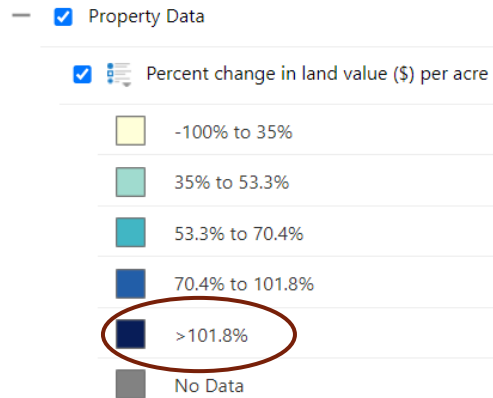 Property Data
Percent change in land value ($) per acre
-100% to 35%
35% to 53.3%
53.3% to 70.4%
70.4% to 101.8%
>101.8%
No Data